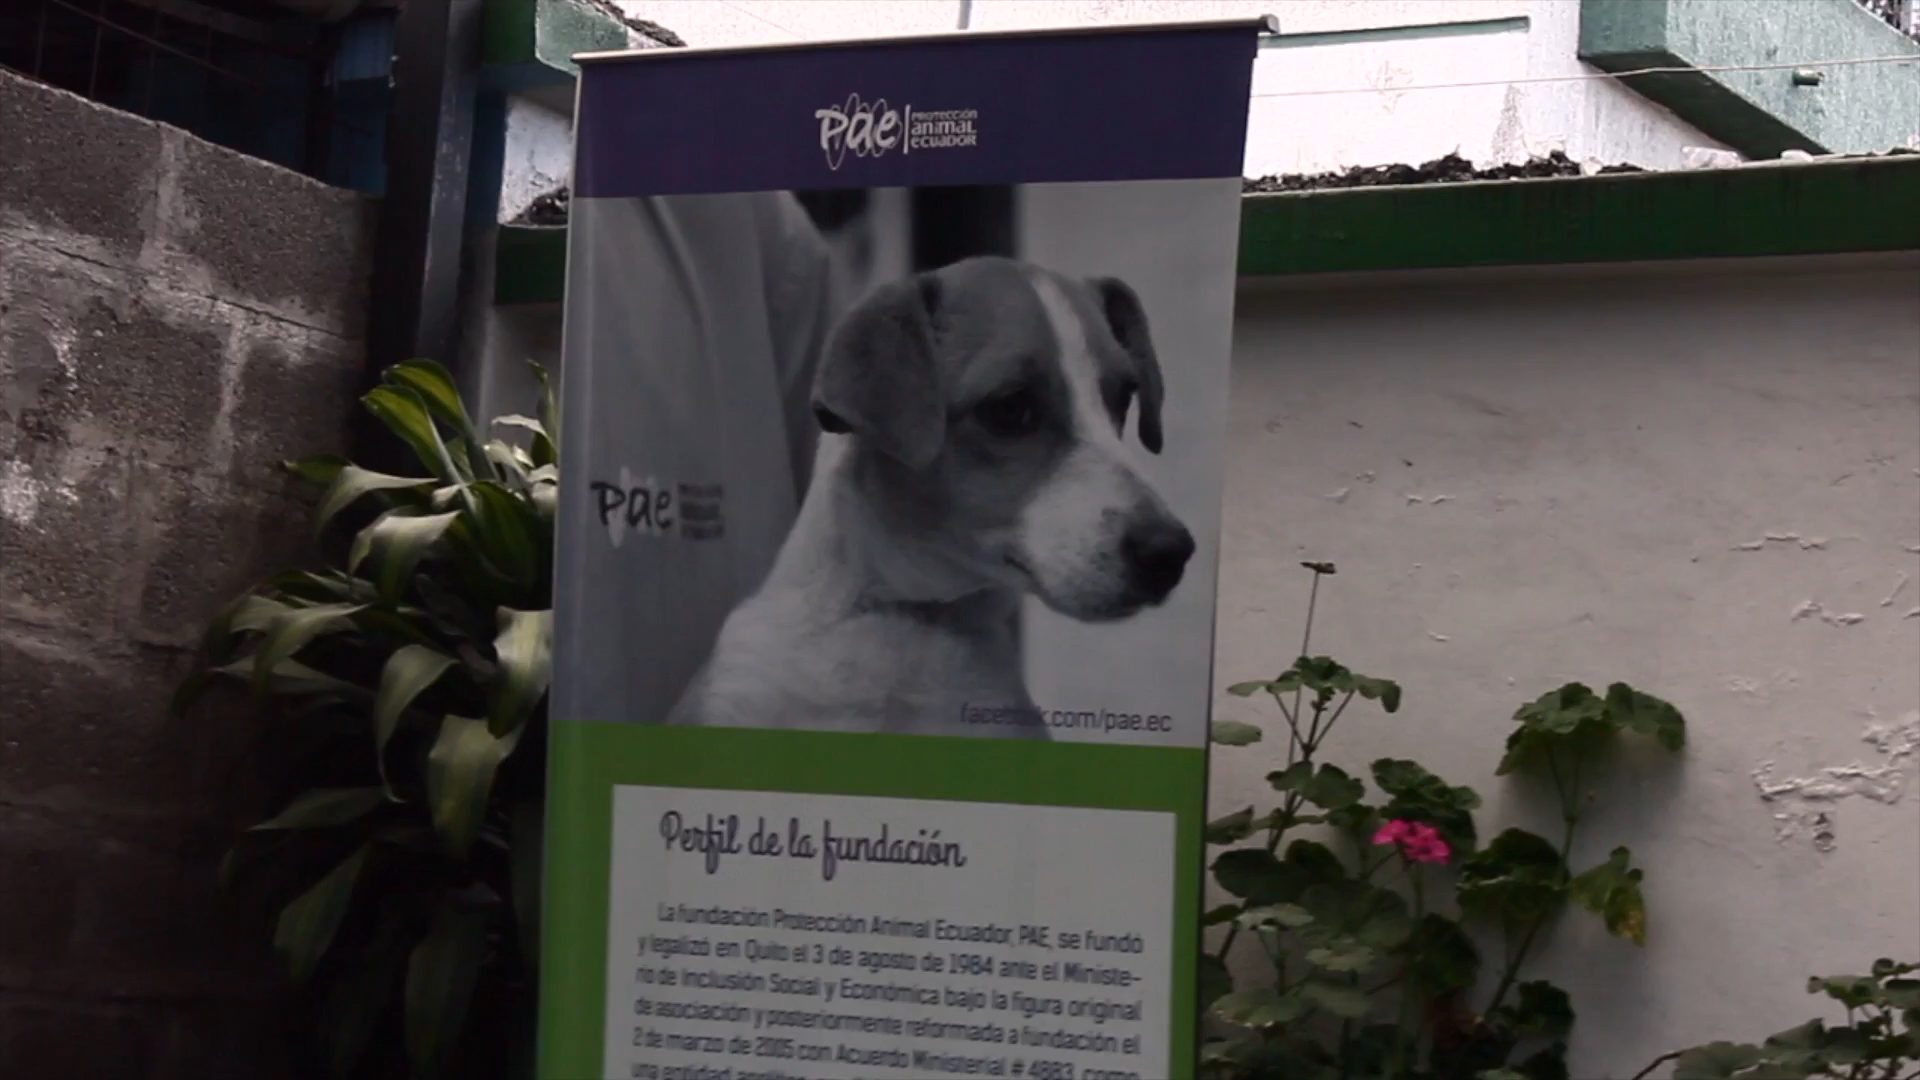 pae PROTECCIÓN
animal
ecuador
pae
facebook.com/pae.ec
Perfil de la fundación
La fundación Protección Animal Ecuador, PAE, se fundó
y legalizó en Quito el 3 de agosto de 1984 ante el Ministe-
rio de Inclusión Social y Económica bajo la figura original
de asociación y posteriormente reformada a fundación el
2 de marzo de 2005 con Acuerdo Ministerial # 4883, como
una entidad